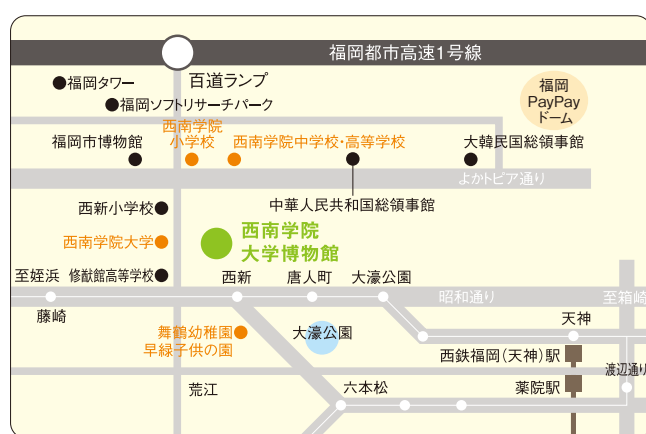 福岡都市高速1号線
福岡タワー
百道ランプ
福岡ソフトリサーチパーク
福岡
PayPay
ドーム
西南学院
小学校
福岡市博物館
西南学院中学校・高等学校
大韓民国総領事館
よかトピア通り
中華人民共和国総領事館
西新小学校
西南学院大学
西南学院
大学博物館
至姪浜
修猷館高等学校
西新
唐人町
大濠公園
昭和通り
至箱崎
藤崎
舞鶴幼稚園
早緑子供の園
大濠公園
天神
西鉄福岡(天神)駅
渡辺通り
荒江
六本松
薬院駅